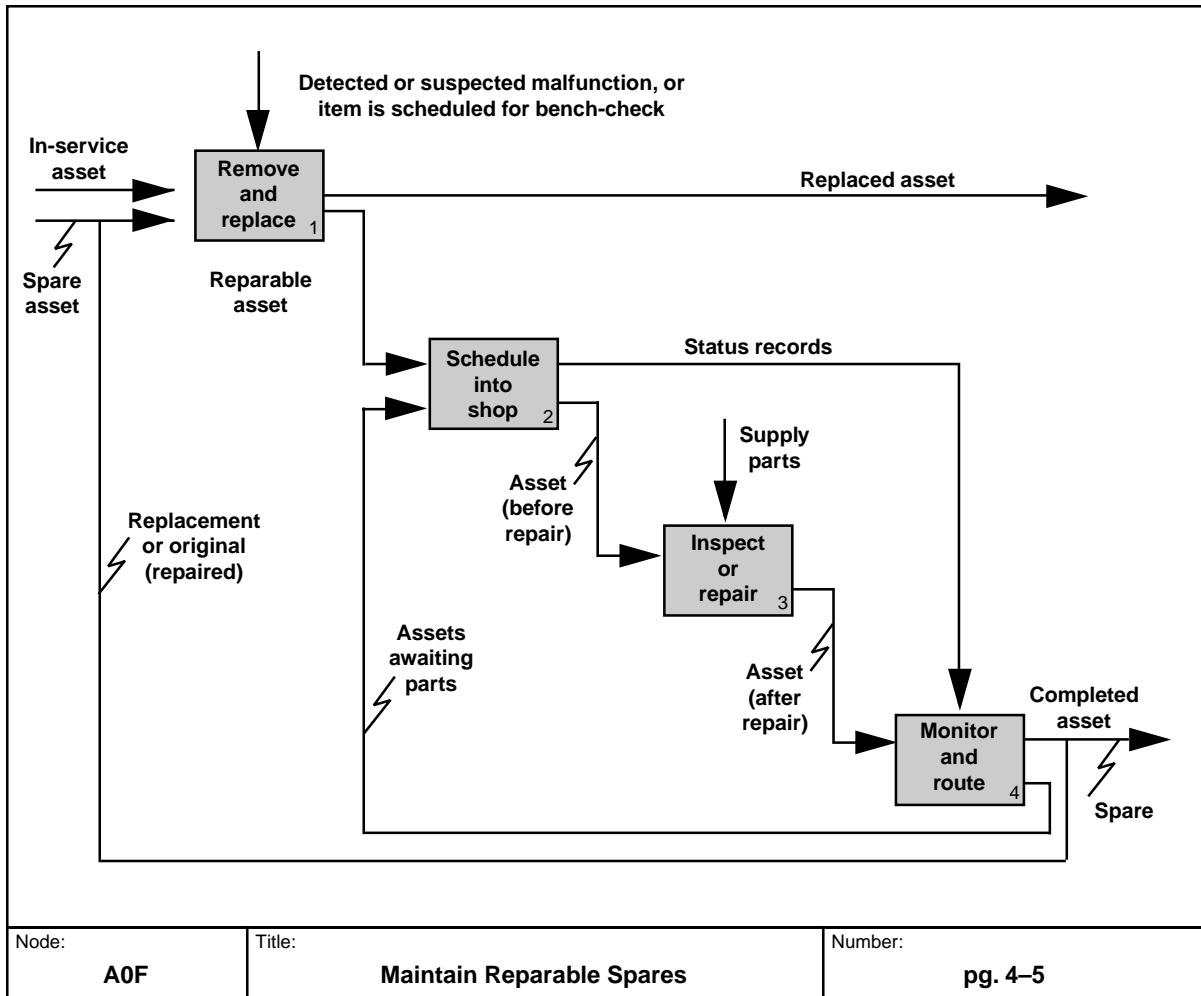 Detected or suspected malfunction, or
item is scheduled for bench-check
In-service
asset
Remove
and
replace
1
Replaced asset
Spare
asset
Reparable
asset
Schedule
into
shop
2
Status records
Supply
parts
Asset
(before
repair)
Replacement
or original
(repaired)
Inspect
or
repair
3
Assets
awaiting
parts
Asset
(after
repair)
Completed
asset
Monitor
and
route
4
Spare
Node:
A0F
Title:
Maintain Reparable Spares
Number:
pg. 4–5